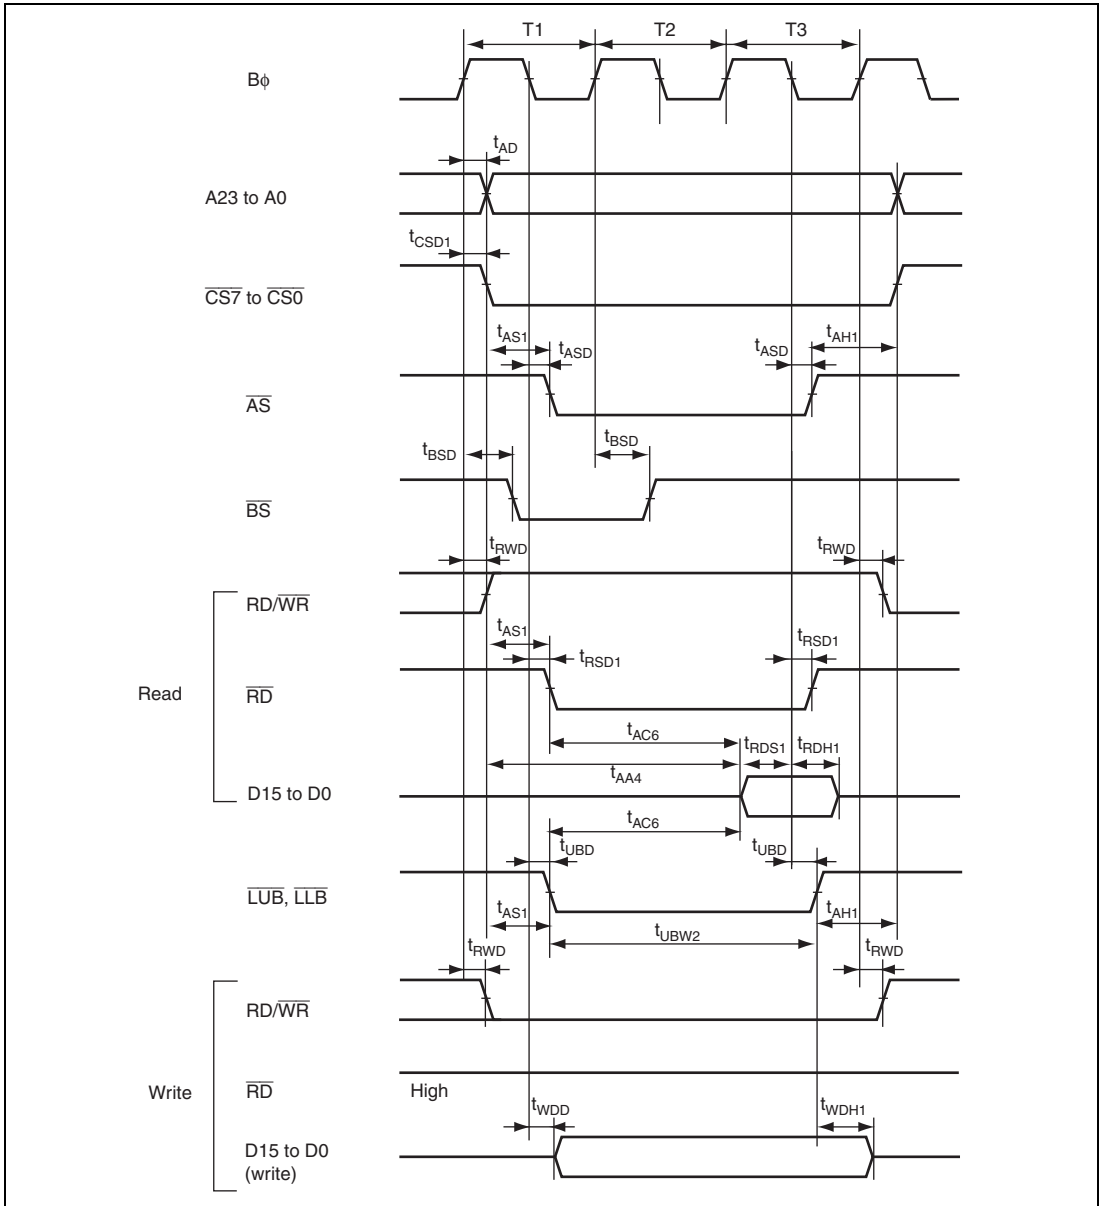 T1 T2 T3
Bφ
tAD
A23 to A0
tCSD1
CS7 to CS0
tAS1 tASD tASD tAH1
AS
tBSD tBSD
BS
tRWD tRWD
RD/WR
tAS1 tRSD1 tRSD1
Read
RD
tAC6 tRDS1 tRDH1
tAA4
D15 to D0
tAC6
tUBD tUBD
LUB, LLB
tAS1 tUBW2 tAH1
tRWD tRWD
RD/WR
Write
RD High
tWDD tWDH1
D15 to D0
(write)